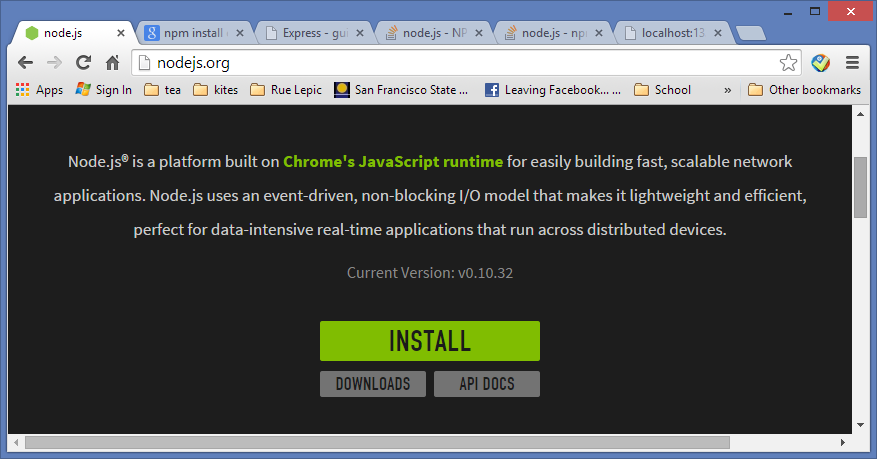 node.js
npm install
Express - gui
node.js - NP
node.js - npm
localhost:13
nodejs.org
Apps
Sign In
tea
kites
Rue Lepic
San Francisco State ...
Leaving Facebook... ...
School
»
Other bookmarks
Node.js® is a platform built on Chrome's JavaScript runtime for easily building fast, scalable network
applications. Node.js uses an event-driven, non-blocking I/O model that makes it lightweight and efficient,
perfect for data-intensive real-time applications that run across distributed devices.
Current Version: v0.10.32
INSTALL
DOWNLOADS
API DOCS